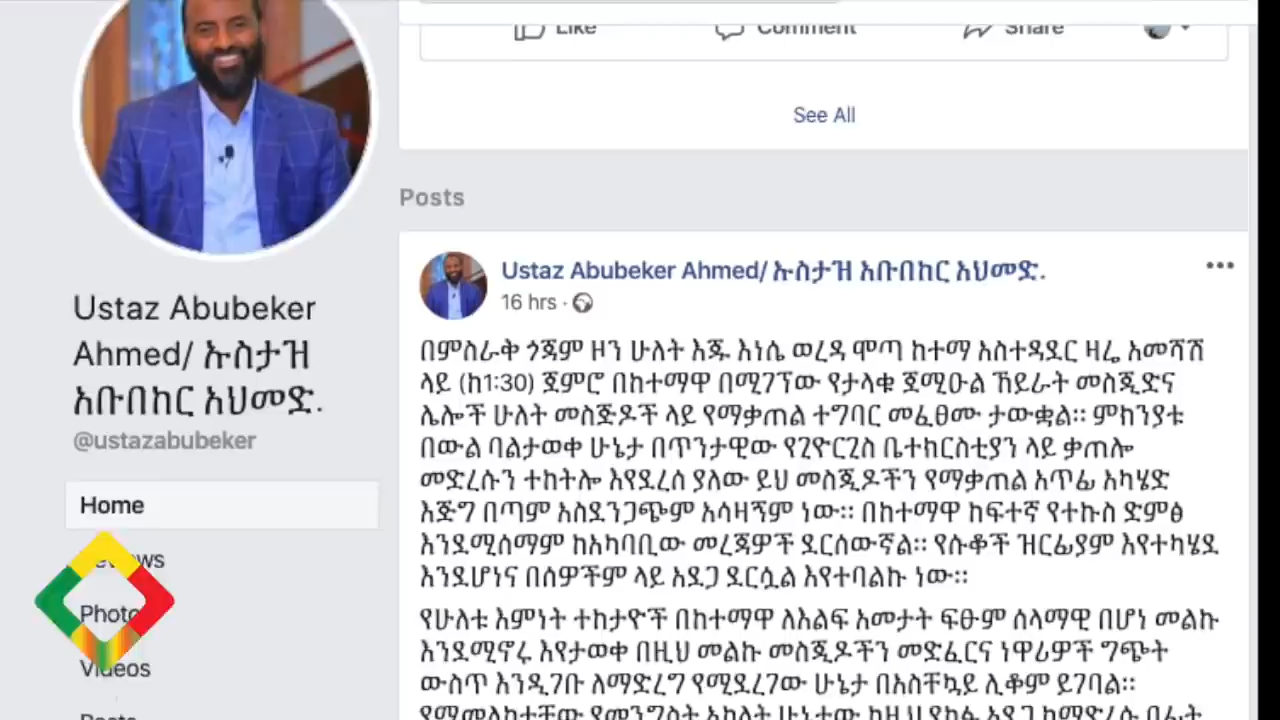 Like Comment Share
See All
Posts
Ustaz Abubeker Ahmed/ ኡስታዝ አቡበከር አህመድ.
16 hrs ·
በምስራቅ ጎጃም ዞን ሁለት እጁ እነሴ ወረዳ ሞጣ ከተማ አስተዳደር ዛሬ አመሻሽ
ላይ (ከ1:30) ጀምሮ በከተማዋ በሚገኘው የታላቁ ጀሚዑል ኸይራት መስጂድና
ሌሎች ሁለት መስጅዶች ላይ የማቃጠል ተግባር መፈፀሙ ታውቋል። ምክንያቱ
በውል ባልታወቀ ሁኔታ በጥንታዊው የጊዮርጊስ ቤተክርስቲያን ላይ ቃጠሎ
መድረሱን ተከትሎ እየደረሰ ያለው ይህ መስጂዶችን የማቃጠል አጥፊ አካሄድ
እጅግ በጣም አስደንጋጭም አሳዛኝም ነው። በከተማዋ ከፍተኛ የተኩስ ድምፅ
እንደሚሰማም ከአካባቢው መረጃዎች ደርሰውኛል። የሱቆች ዝርፊያም እየተካሄደ
እንደሆነና በሰዎችም ላይ አደጋ ደርሷል እየተባልኩ ነው።
የሁለቱ እምነት ተከታዮች በከተማዋ ለእልፍ አመታት ፍፁም ሰላማዊ በሆነ መልኩ
እንደሚኖሩ እየታወቀ በዚህ መልኩ መስጂዶችን መድፈርና ነዋሪዎች ግጭት
ውስጥ እንዲገቡ ለማድረግ የሚደረገው ሁኔታ በአስቸኳይ ሊቆም ይገባል።
Ustaz Abubeker
Ahmed/ ኡስታዝ
አቡበከር አህመድ.
@ustazabubeker
Home
Photo
Videos
Posts